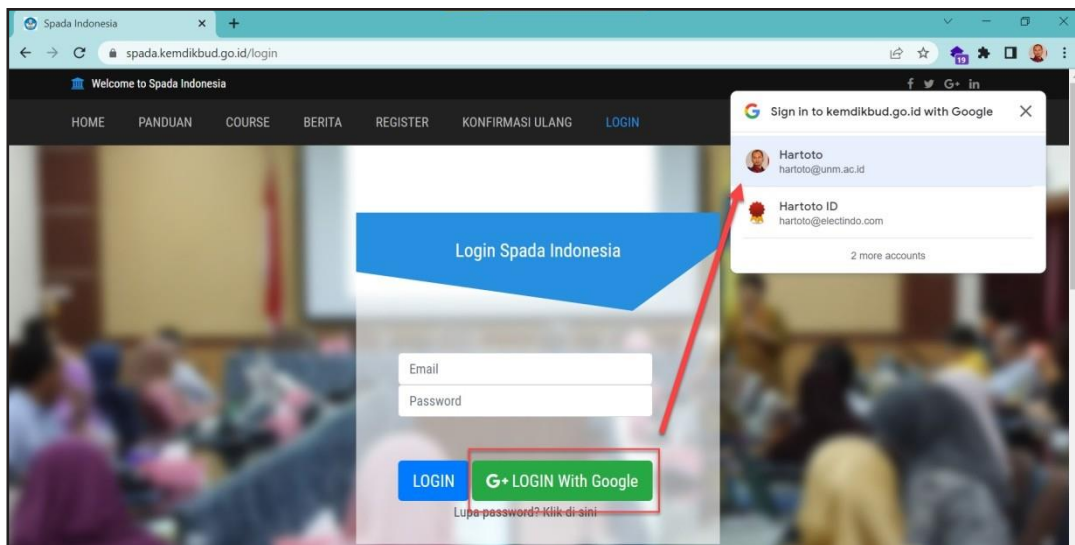 Spada Indonesia
spada.kemdikbud.go.id/login
19
Welcome to Spada Indonesia
HOME PANDUAN COURSE BERITA REGISTER KONFIRMASI ULANG LOGIN
Sign in to kemdikbud.go.id with Google
Hartoto
hartoto@unm.ac.id
Hartoto ID
hartoto@electindo.com
2 more accounts
Login Spada Indonesia
Email
Password
LOGIN
G+ LOGIN With Google
Lupa password? Klik di sini